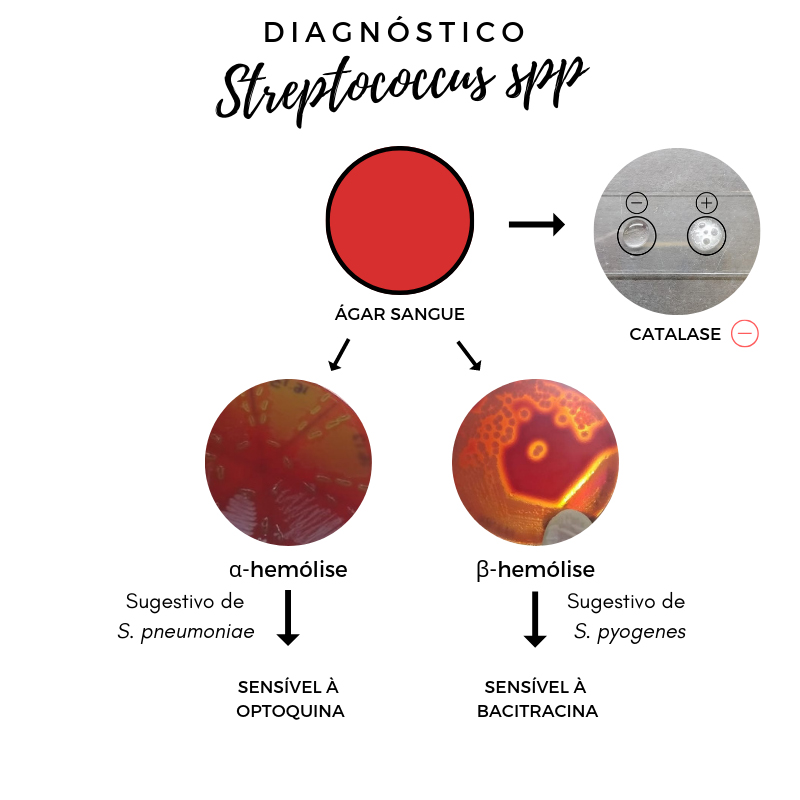 DIAGNÓSTICO
Streptococcus spp
− +
ÁGAR SANGUE
CATALASE −
α-hemólise
β-hemólise
Sugestivo de
S. pneumoniae
Sugestivo de
S. pyogenes
SENSÍVEL À
OPTOQUINA
SENSÍVEL À
BACITRACINA